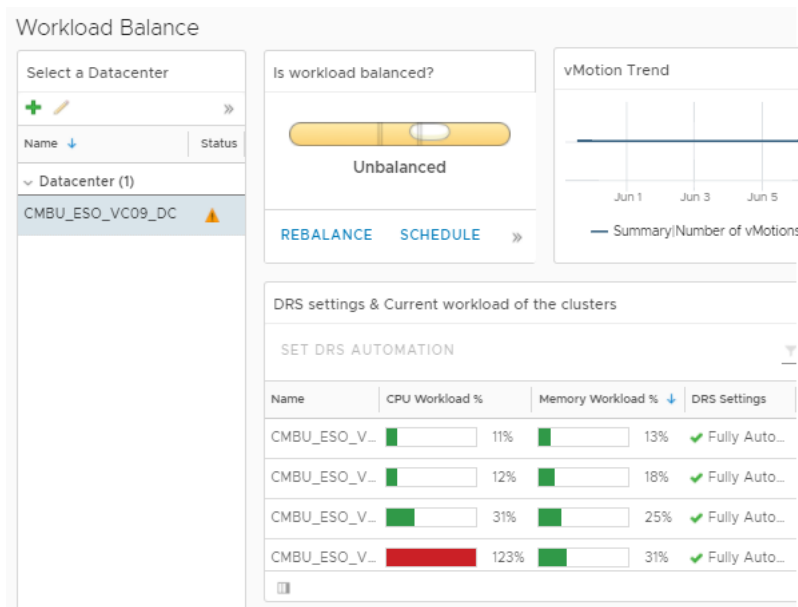 Workload Balance
Select a Datacenter
Name
Status
Datacenter (1)
CMBU_ESO_VC09_DC
Is workload balanced?
Unbalanced
REBALANCE SCHEDULE
vMotion Trend
Jun 1 Jun 3 Jun 5
Summary|Number of vMotions
DRS settings & Current workload of the clusters
SET DRS AUTOMATION
Name CPU Workload % Memory Workload % DRS Settings
CMBU_ESO_V... 11% 13% Fully Auto...
CMBU_ESO_V... 12% 18% Fully Auto...
CMBU_ESO_V... 31% 25% Fully Auto...
CMBU_ESO_V... 123% 31% Fully Auto...